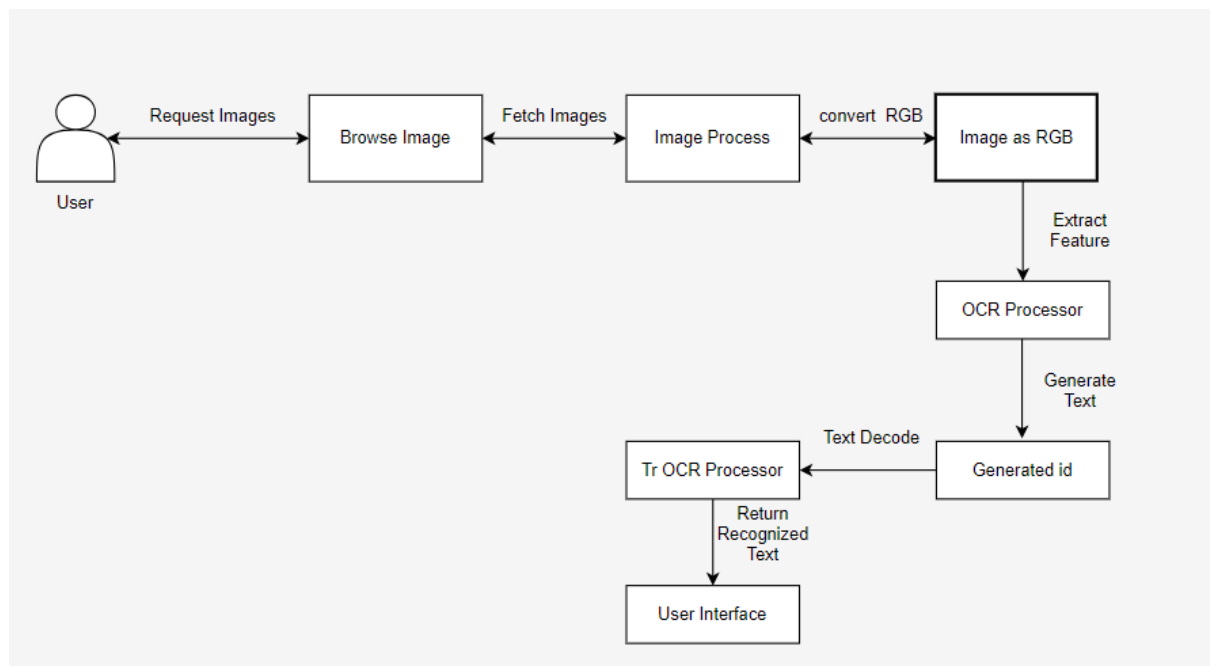 Request Images
Fetch Images
convert RGB
Browse Image
Image Process
Image as RGB
User
Extract
Feature
OCR Processor
Generate
Text
Text Decode
Tr OCR Processor
Generated id
Return
Recognized
Text
User Interface